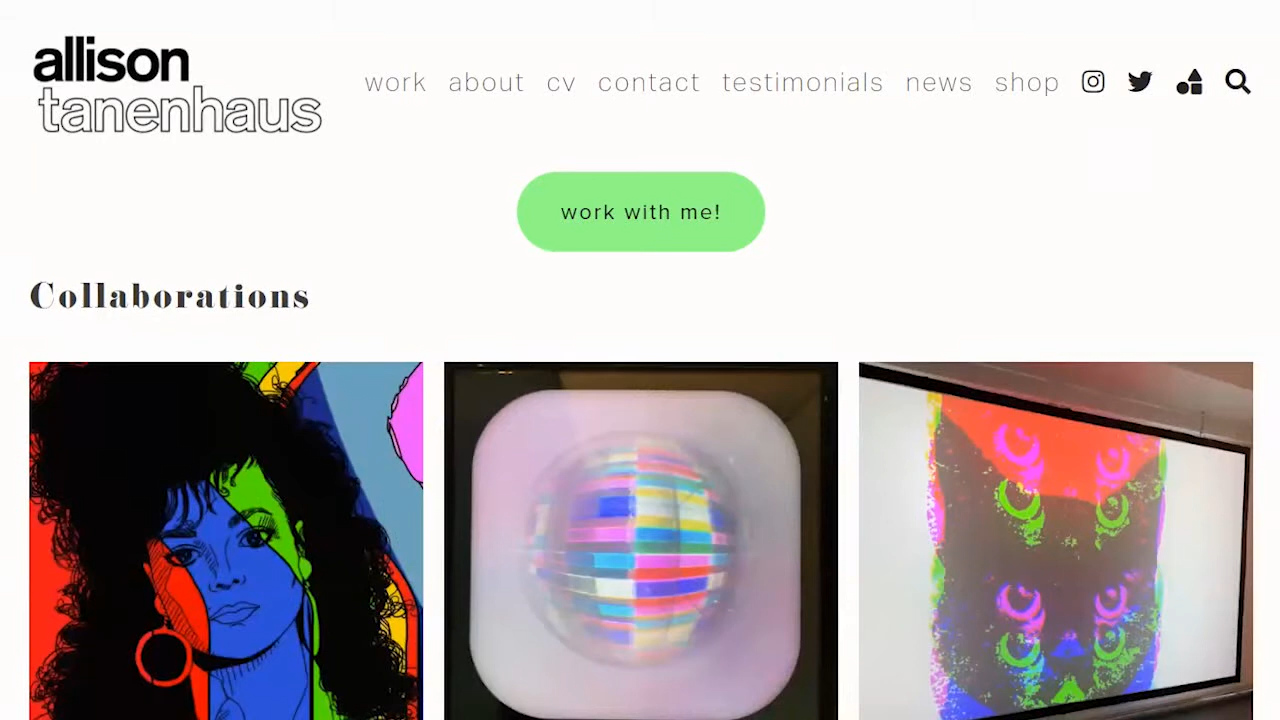 allison
tanenhaus
work about cv contact testimonials news shop
work with me!
Collaborations